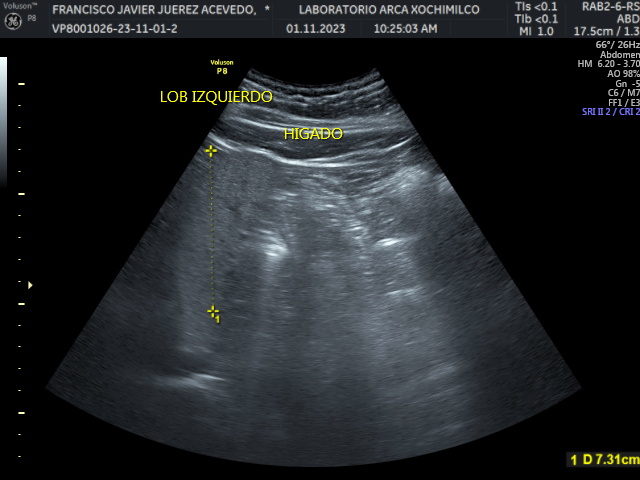 Voluson™
P8
FRANCISCO JAVIER JUEREZ ACEVEDO, *
LABORATORIO ARCA XOCHIMILCO
VP8001026-23-11-01-2
01.11.2023
10:25:03 AM
TIs <0.1
TIb <0.1
MI 1.0
RAB2-6-RS
ABD
17.5cm / 1.3
66°/ 26Hz
Abdomen
HM 6.20 - 3.70
AO 98%
Gn -5
C6 / M7
FF1 / E3
SRI II 2 / CRI 2
Voluson
P8
LOB IZQUIERDO
HIGADO
1
1 D 7.31cm